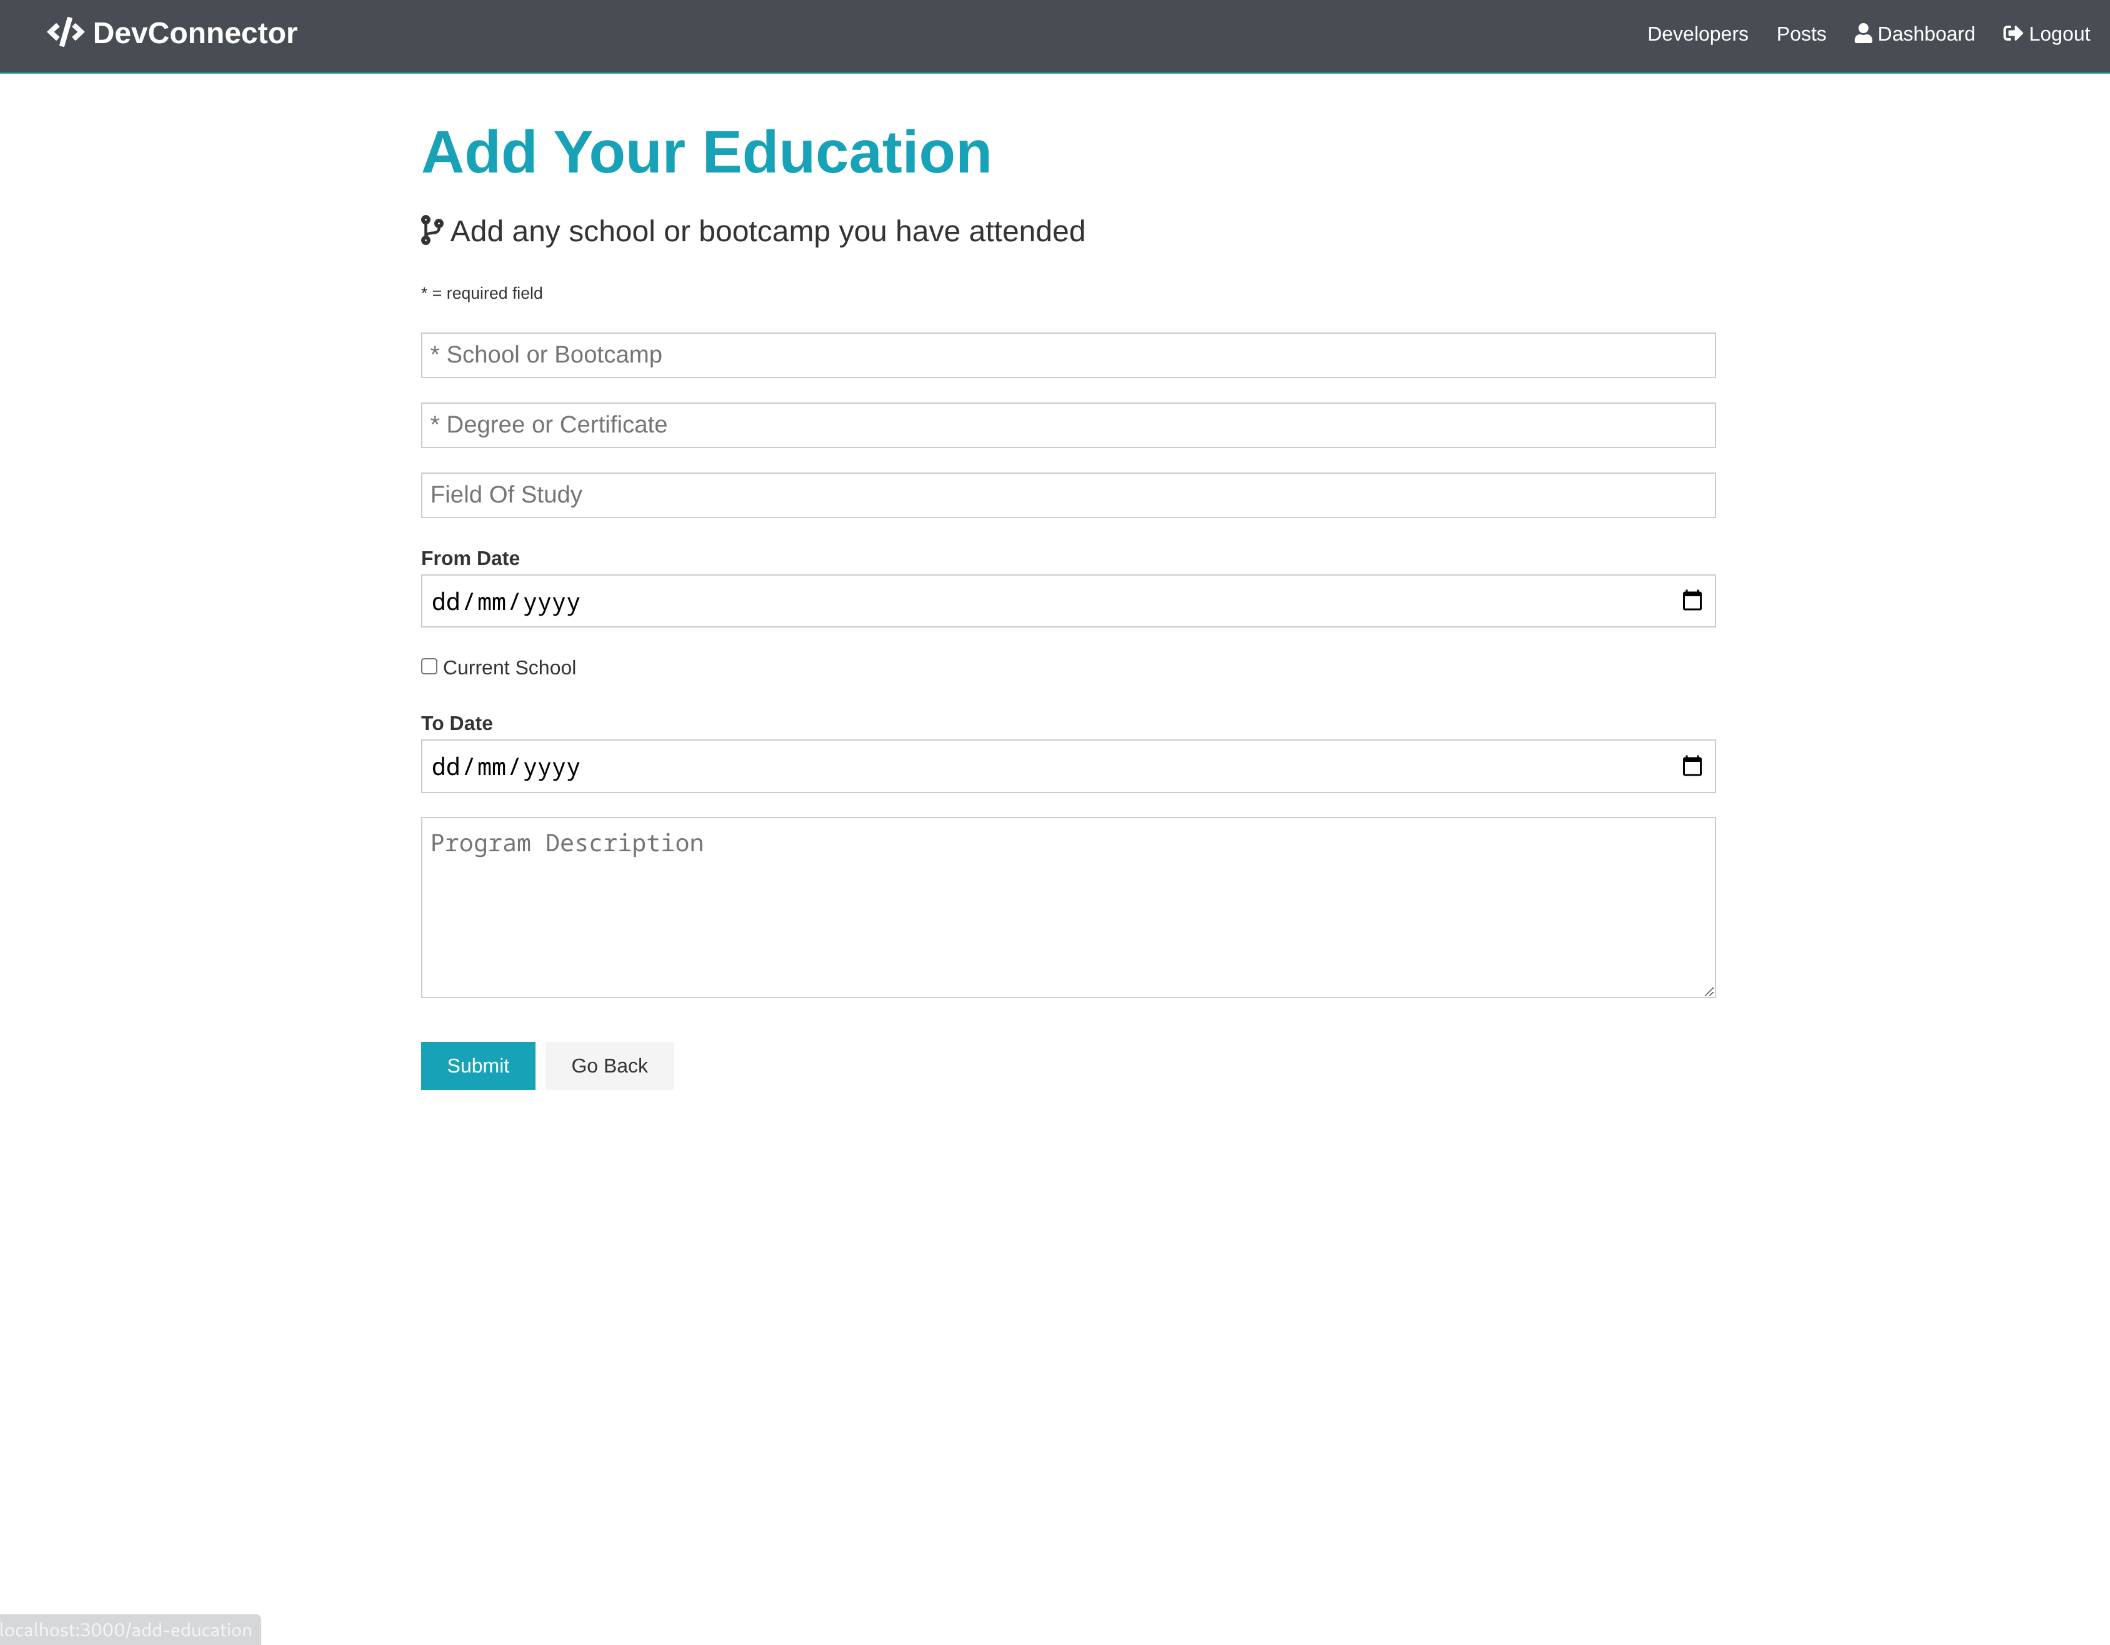 DevConnector
Developers Posts Dashboard Logout
Add Your Education
Add any school or bootcamp you have attended
* = required field
* School or Bootcamp
* Degree or Certificate
Field Of Study
From Date
dd/mm/yyyy
Current School
To Date
dd/mm/yyyy
Program Description
Submit Go Back
localhost:3000/add-education